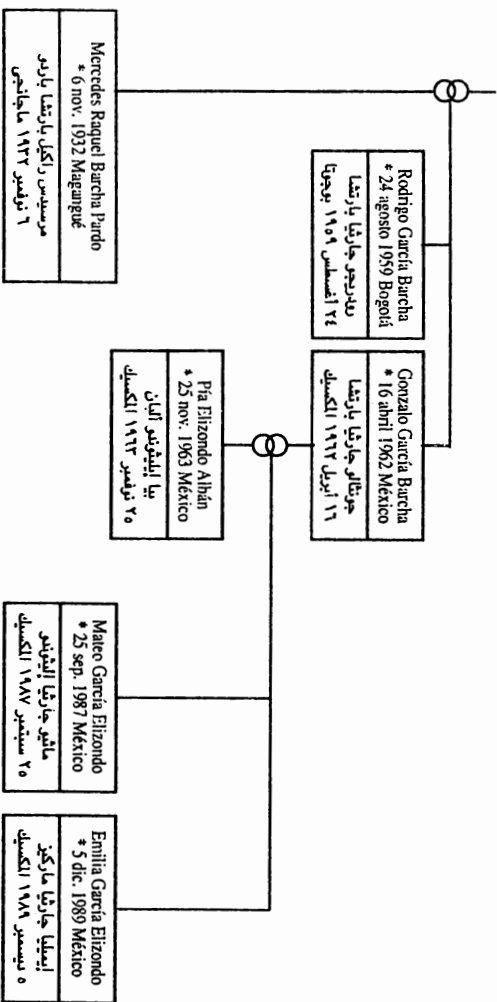 Rodrigo García Barcha
* 24 agosto 1959 Bogotá
رودريجو جارثيا بارتشا
٢٤ أغسطس ١٩٥٩ بوجوتا
Gonzalo García Barcha
* 16 abril 1962 México
جونثالو جارثيا بارتشا
١٦ أبريل ١٩٦٢ المكسيك
Pía Elizondo Alhán
* 25 nov. 1963 México
بيا إيليثوندو ألبان
٢٥ نوفمبر ١٩٦٣ المكسيك
Mercedes Raquel Barcha Pardo
* 6 nov. 1932 Magangué
مرسيدس راكيل بارتشا باردو
٦ نوفمبر ١٩٣٢ ماجانجى
Mateo García Elizondo
* 25 sep. 1987 México
ماتيو جارثيا إليثوندو
٢٥ سبتمبر ١٩٨٧ المكسيك
Emilia García Elizondo
* 5 dic. 1989 México
إيميليا جارثيا ماركيز
٥ ديسمبر ١٩٨٩ المكسيك